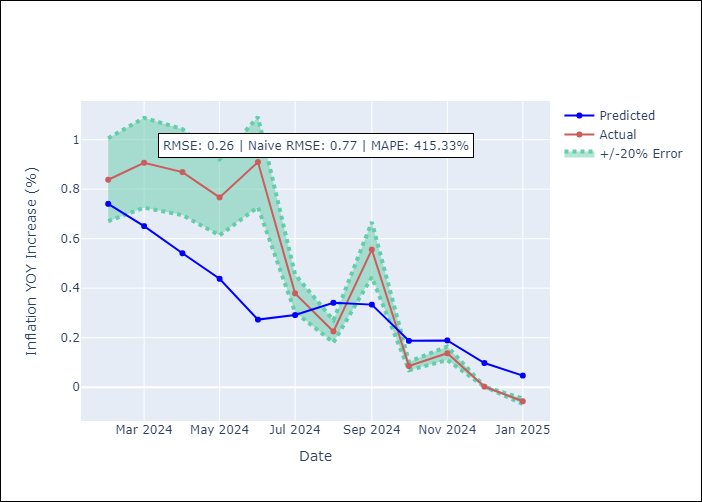 RMSE: 0.26 | Naive RMSE: 0.77 | MAPE: 415.33%
Predicted
Actual
+/-20% Error
Inflation YOY Increase (%)
1
0.8
0.6
0.4
0.2
0
Mar 2024
May 2024
Jul 2024
Sep 2024
Nov 2024
Jan 2025
Date